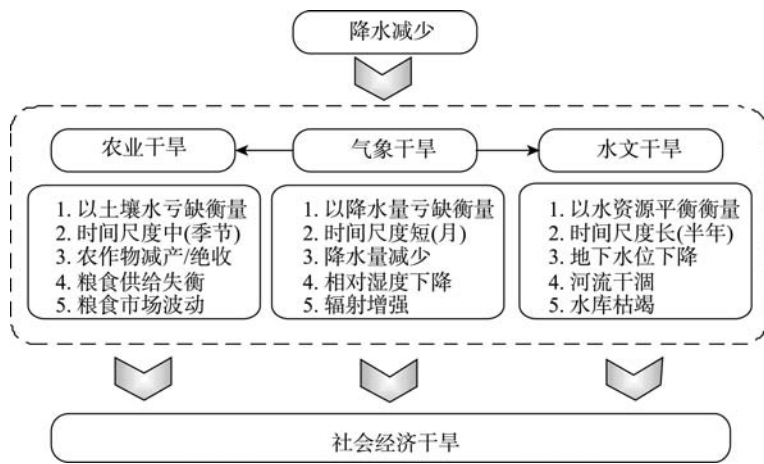 降水减少
农业干旱
气象干旱
水文干旱
1. 以土壤水亏缺衡量
2. 时间尺度中(季节)
3. 农作物减产/绝收
4. 粮食供给失衡
5. 粮食市场波动
1. 以降水量亏缺衡量
2. 时间尺度短(月)
3. 降水量减少
4. 相对湿度下降
5. 辐射增强
1. 以水资源平衡衡量
2. 时间尺度长(半年)
3. 地下水位下降
4. 河流干涸
5. 水库枯竭
社会经济干旱